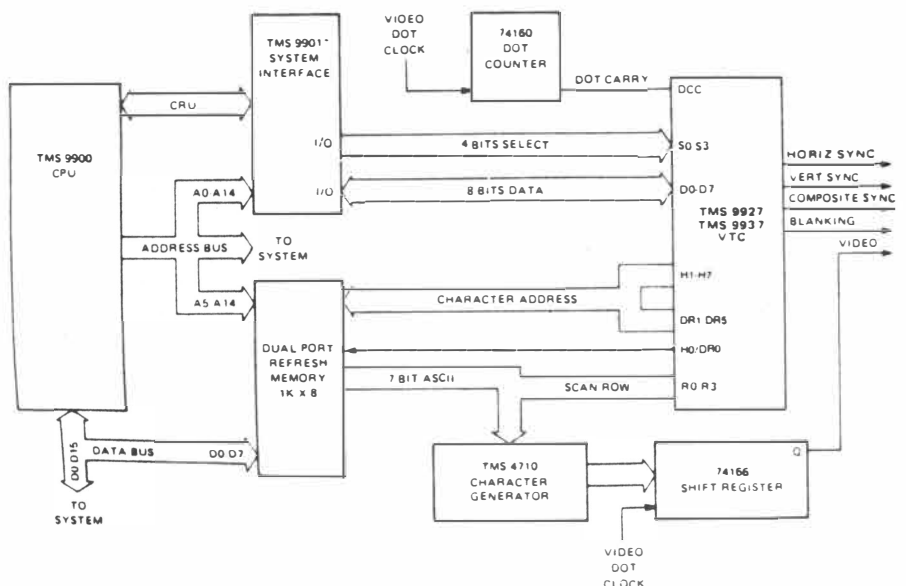 VIDEO
DOT
CLOCK
74160
DOT
COUNTER
DOT CARRY
TMS 9901
SYSTEM
INTERFACE
I/O
I/O
CRU
TMS 9900
CPU
A0 A14
ADDRESS BUS
TO
SYSTEM
A5 A14
4 BITS SELECT
8 BITS DATA
DCC
S0 S3
D0-D7
TMS 9927
TMS 9937
VTC
H1-H7
DR1 DR5
H0/DR0
R0 R3
HORIZ SYNC
VERT SYNC
COMPOSITE SYNC
BLANKING
VIDEO
CHARACTER ADDRESS
DUAL PORT
REFRESH
MEMORY
1K X 8
7 BIT ASCII
SCAN ROW
D0 D15
DATA BUS
D0 D7
TO
SYSTEM
TMS 4710
CHARACTER
GENERATOR
74166
SHIFT REGISTER
Q
VIDEO
DOT
CLOCK